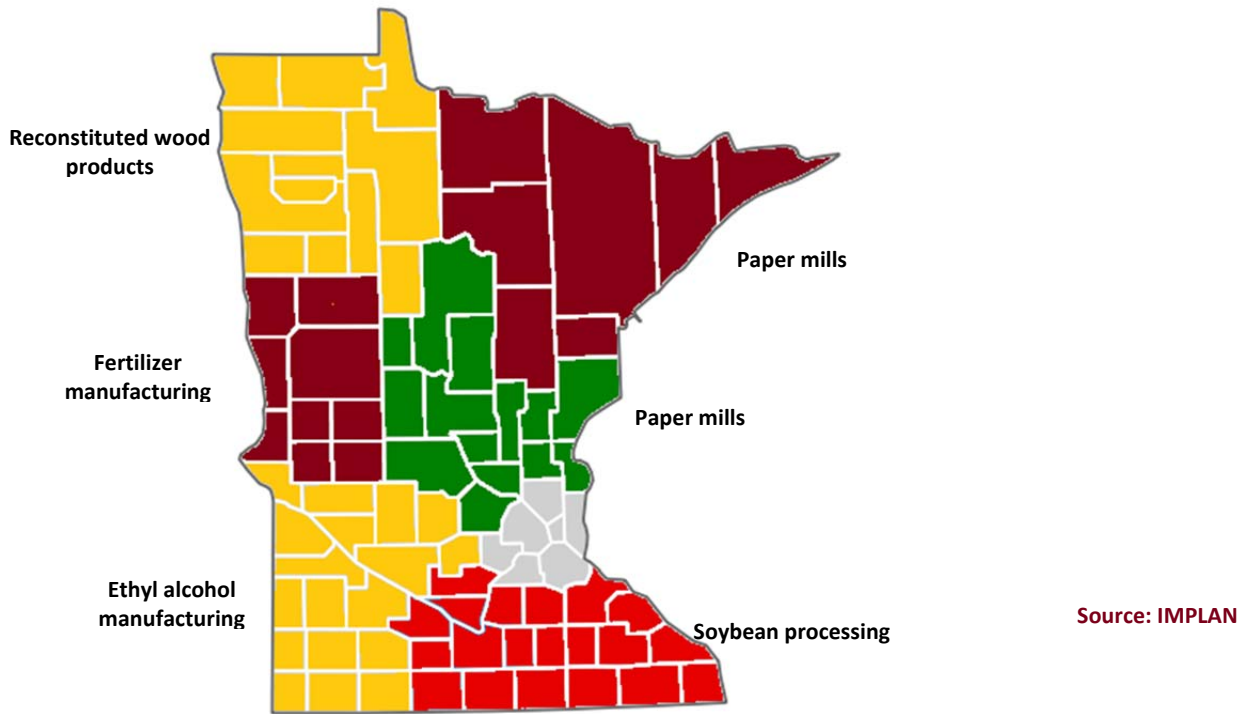 Reconstituted wood
products
Paper mills
Fertilizer
manufacturing
Paper mills
Ethyl alcohol
manufacturing
Soybean processing
Source: IMPLAN